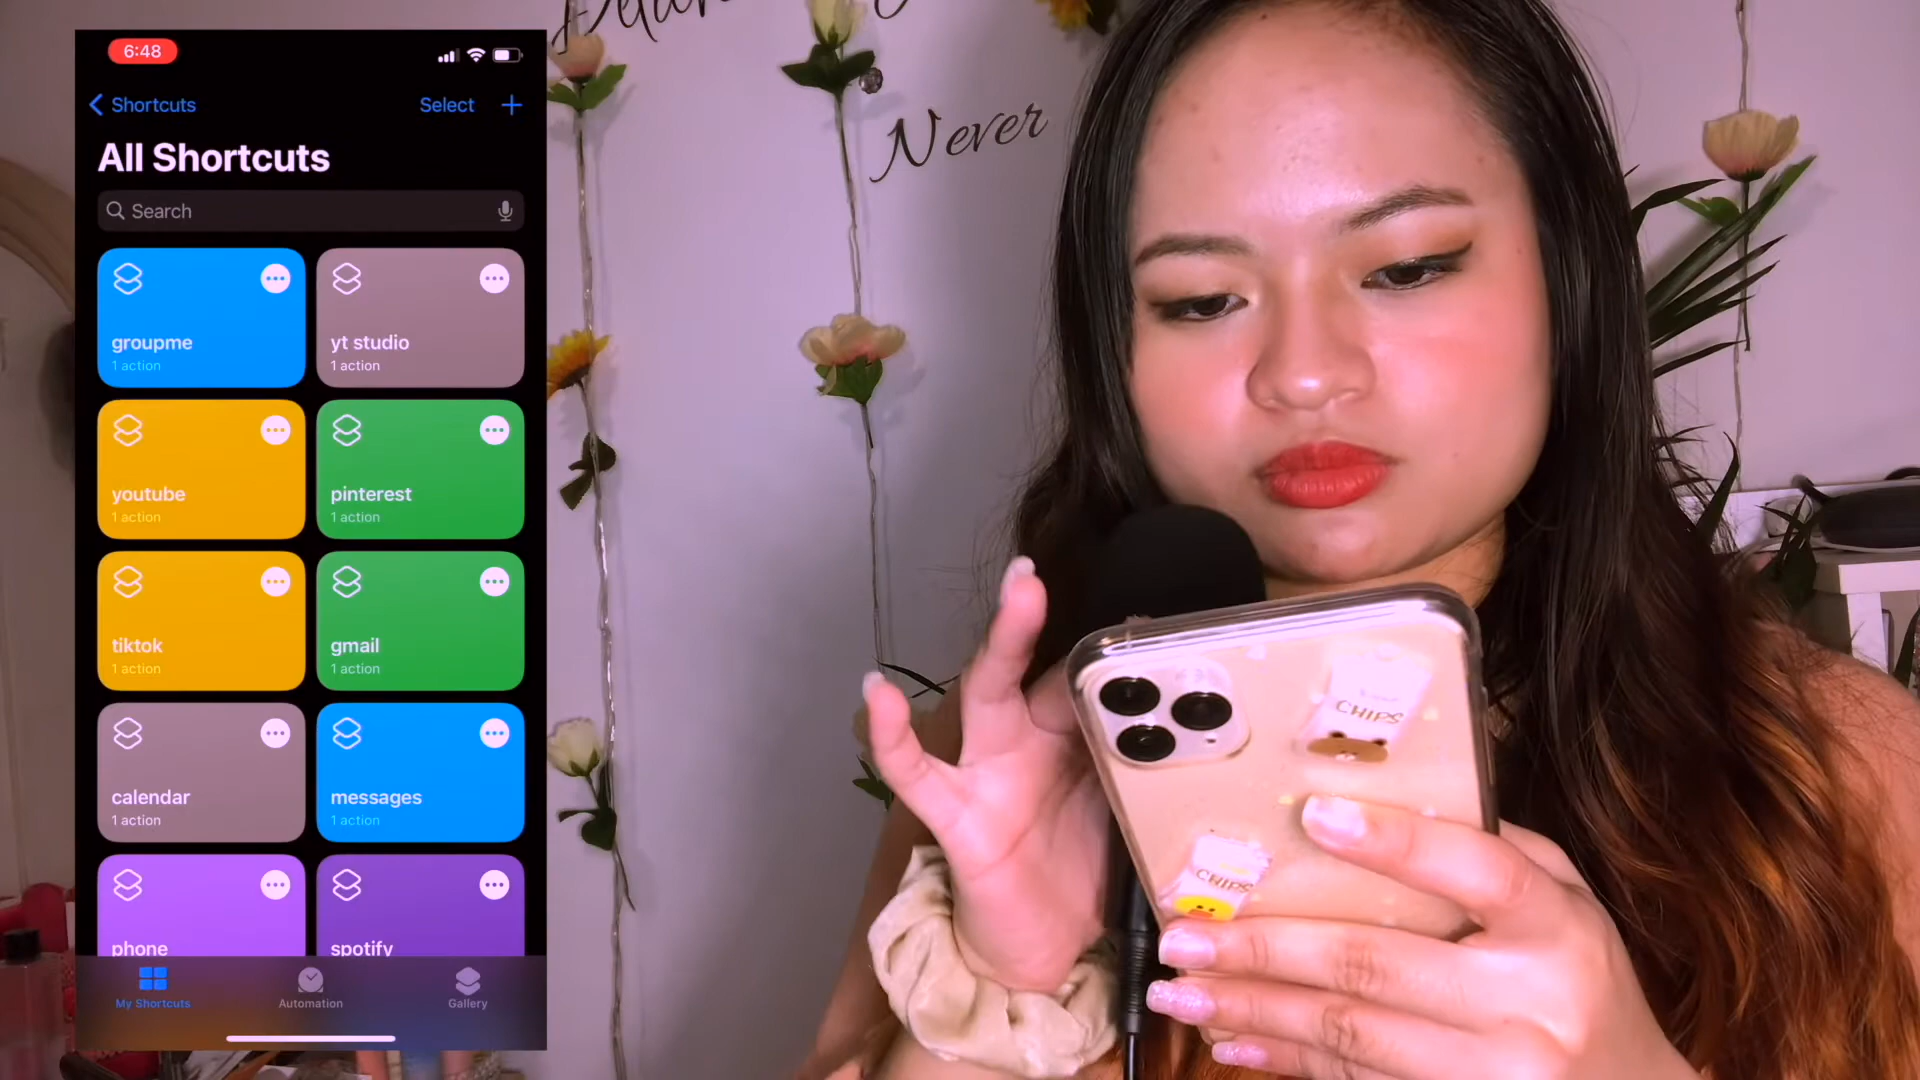 6:48
Shortcuts
Select
All Shortcuts
Search
groupme
1 action
yt studio
1 action
youtube
1 action
pinterest
1 action
tiktok
1 action
gmail
1 action
calendar
1 action
messages
1 action
phone
spotify
My Shortcuts
Automation
Gallery
Never
CHIPS
CHIPS